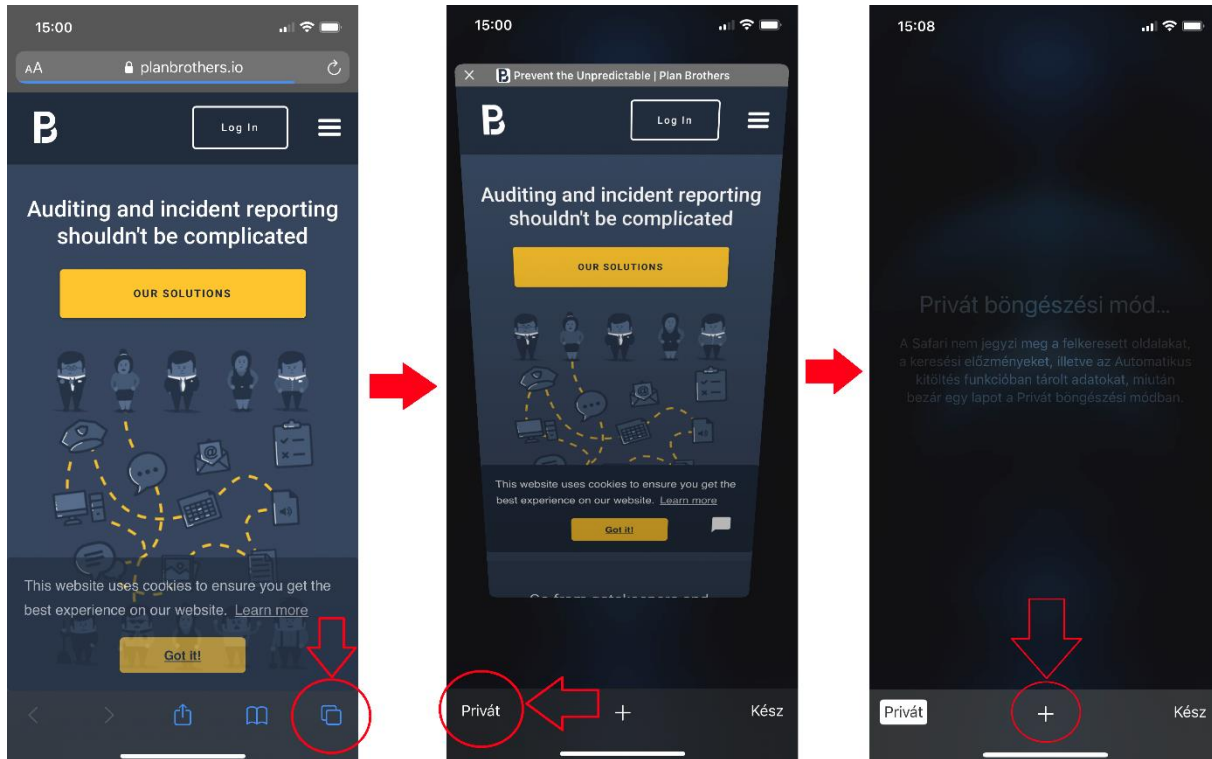 15:00
AA planbrothers.io
B
Log In
Auditing and incident reporting
shouldn't be complicated
OUR SOLUTIONS
This website uses cookies to ensure you get the
best experience on our website. Learn more
Got it!
15:00
Prevent the Unpredictable | Plan Brothers
B
Log In
Auditing and incident reporting
shouldn't be complicated
OUR SOLUTIONS
This website uses cookies to ensure you get the
best experience on our website. Learn more
Got it!
Go from gatekeepers and
Privát
Kész
15:08
Privát böngészési mód...
A Safari nem jegyzi meg a felkeresett oldalakat,
a keresési előzményeket, illetve az Automatikus
kitöltés funkcióban tárolt adatokat, miután
bezár egy lapot a Privát böngészési módban.
Privát
Kész